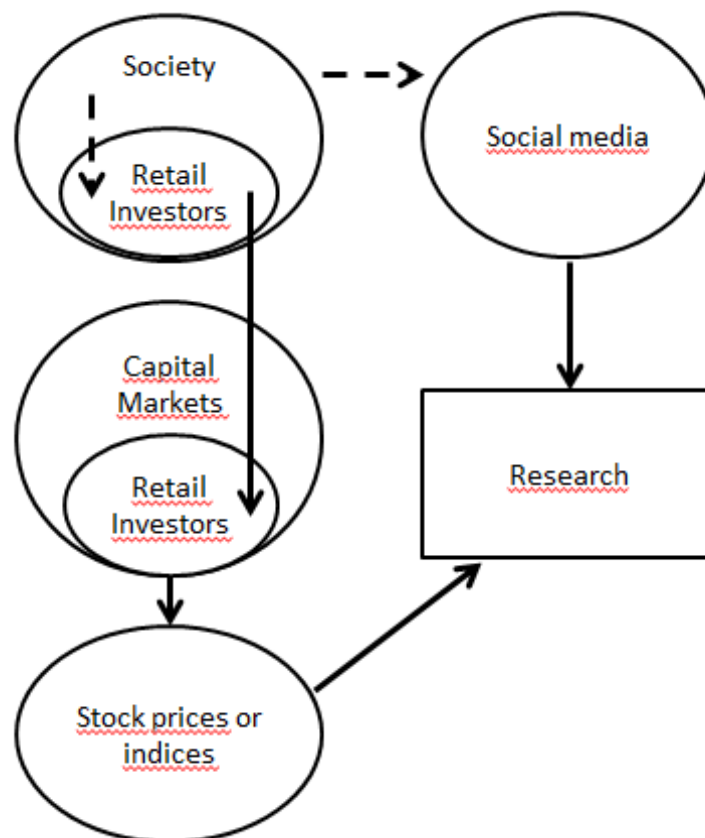 Society
Social media
Retail
Investors
Capital
Markets
Retail
Investors
Research
Stock prices or
indices